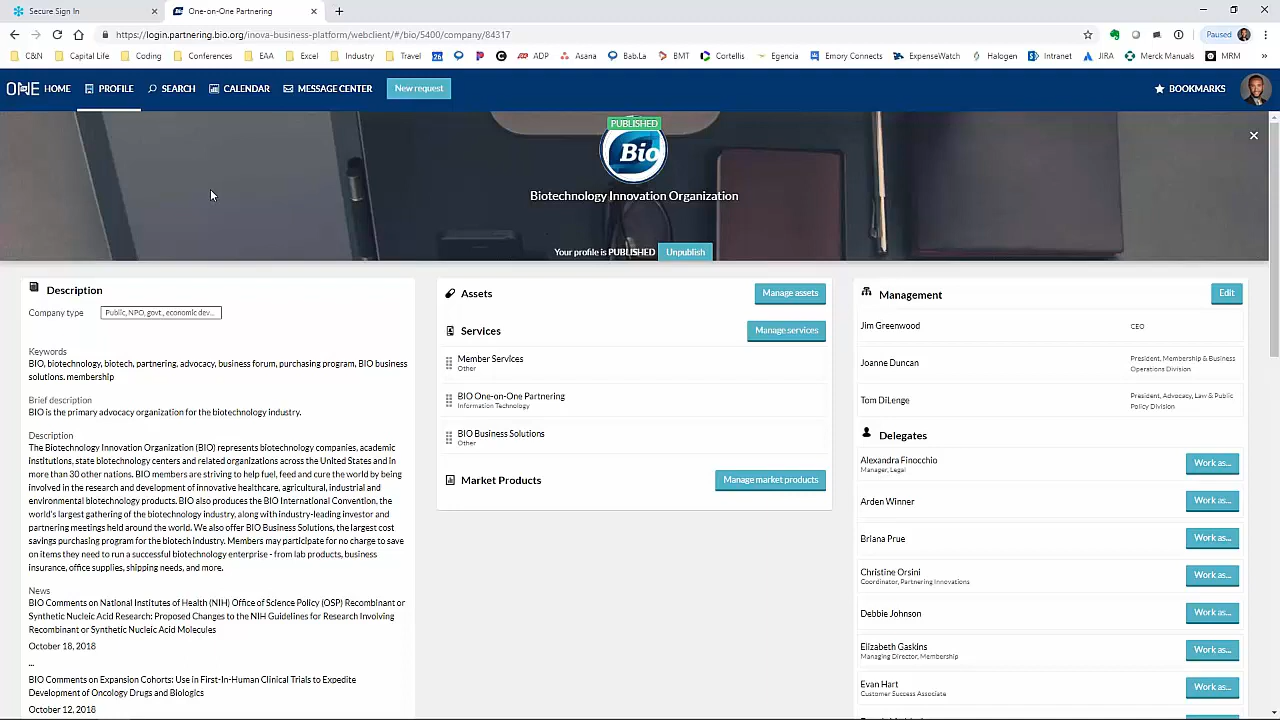 Secure Sign In
One-on-One Partnering
https://login.partnering.bio.org/inova-business-platform/webclient/#/bio/5400/company/84317
Paused
C&N
Capital Life
Coding
Conferences
EAA
Excel
Industry
Travel
26
ADP
Asana
Bab.La
BMT
Cortellis
Egencia
Emory Connects
ExpenseWatch
Halogen
Intranet
JIRA
Merck Manuals
MRM
»
ONE
HOME
PROFILE
SEARCH
CALENDAR
MESSAGE CENTER
New request
BOOKMARKS
PUBLISHED
Bio
Biotechnology Innovation Organization
Your profile is PUBLISHED
Unpublish
Description
Company type
Public, NPO, govt., economic dev...
Keywords
BIO, biotechnology, biotech, partnering, advocacy, business forum, purchasing program, BIO business
solutions, membership
Brief description
BIO is the primary advocacy organization for the biotechnology industry.
Description
The Biotechnology Innovation Organization (BIO) represents biotechnology companies, academic
institutions, state biotechnology centers and related organizations across the United States and in
more than 30 other nations. BIO members are striving to help fuel, feed and cure the world by being
involved in the research and development of innovative healthcare, agricultural, industrial and
environmental biotechnology products. BIO also produces the BIO International Convention, the
world's largest gathering of the biotechnology industry, along with industry-leading investor and
partnering meetings held around the world. We also offer BIO Business Solutions, the largest cost
savings purchasing program for the biotech industry. Members may participate for no charge to save
on items they need to run a successful biotechnology enterprise - from lab products, business
insurance, office supplies, shipping needs, and more.
News
BIO Comments on National Institutes of Health (NIH) Office of Science Policy (OSP) Recombinant or
Synthetic Nucleic Acid Research: Proposed Changes to the NIH Guidelines for Research Involving
Recombinant or Synthetic Nucleic Acid Molecules
October 18, 2018
...
BIO Comments on Expansion Cohorts: Use in First-In-Human Clinical Trials to Expedite
Development of Oncology Drugs and Biologics
October 12, 2018
Assets
Manage assets
Services
Manage services
Member Services
Other
BIO One-on-One Partnering
Information Technology
BIO Business Solutions
Other
Market Products
Manage market products
Management
Edit
Jim Greenwood
CEO
Joanne Duncan
President, Membership & Business
Operations Division
Tom DiLenge
President, Advocacy, Law & Public
Policy Division
Delegates
Alexandra Finocchio
Manager, Legal
Work as...
Arden Winner
Work as...
Briana Prue
Work as...
Christine Orsini
Coordinator, Partnering Innovations
Work as...
Debbie Johnson
Work as...
Elizabeth Gaskins
Managing Director, Membership
Work as...
Evan Hart
Customer Success Associate
Work as...